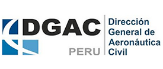 DGAC
PERU
Dirección
General de
Aeronáutica
Civil